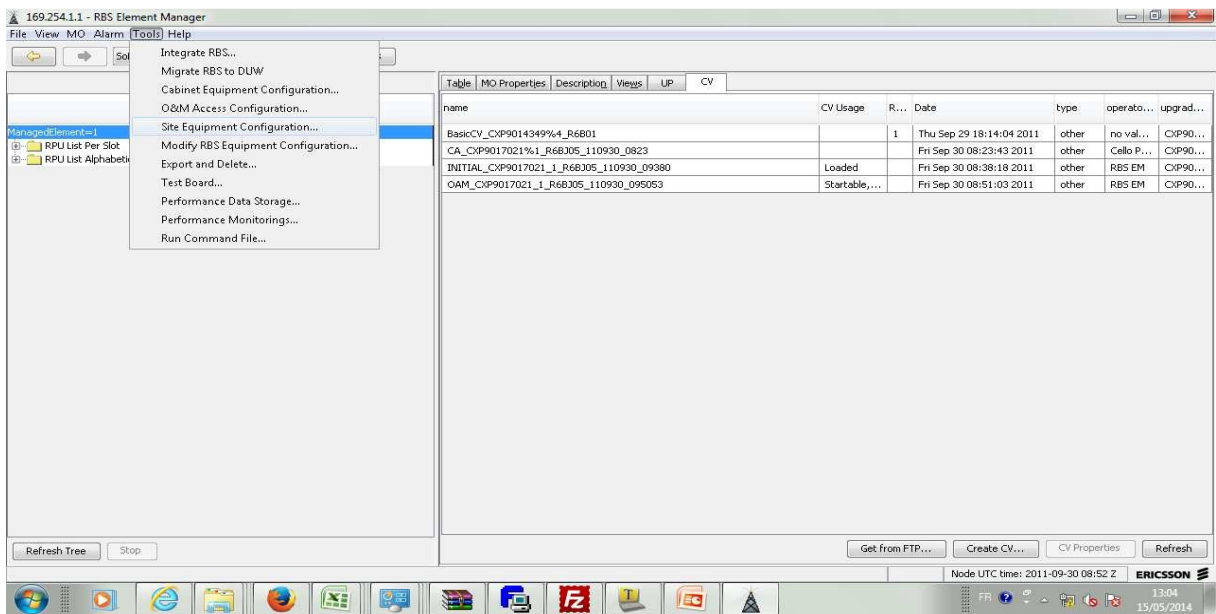 169.254.1.1 - RBS Element Manager
File View MO Alarm Tools Help
Sol
Integrate RBS...
Migrate RBS to DUW
Cabinet Equipment Configuration...
O&M Access Configuration...
Site Equipment Configuration...
Modify RBS Equipment Configuration...
Export and Delete...
Test Board...
Performance Data Storage...
Performance Monitorings...
Run Command File...
ManagedElement=1
RPU List Per Slot
RPU List Alphabeti
Table MO Properties Description Views UP CV
name CV Usage R... Date type operato... upgrad...
BasicCV_CXP9014349%4_R6B01 1 Thu Sep 29 18:14:04 2011 other no val... CXP90...
CA_CXP9017021%1_R6BJ05_110930_0823 Fri Sep 30 08:23:43 2011 other Cello P... CXP90...
INITIAL_CXP9017021_1_R6BJ05_110930_09380 Loaded Fri Sep 30 08:38:18 2011 other RBS EM CXP90...
OAM_CXP9017021_1_R6BJ05_110930_095053 Startable,... Fri Sep 30 08:51:03 2011 other RBS EM CXP90...
Refresh Tree Stop
Get from FTP... Create CV... CV Properties Refresh
Node UTC time: 2011-09-30 08:52 Z ERICSSON
FR 13:04
15/05/2014